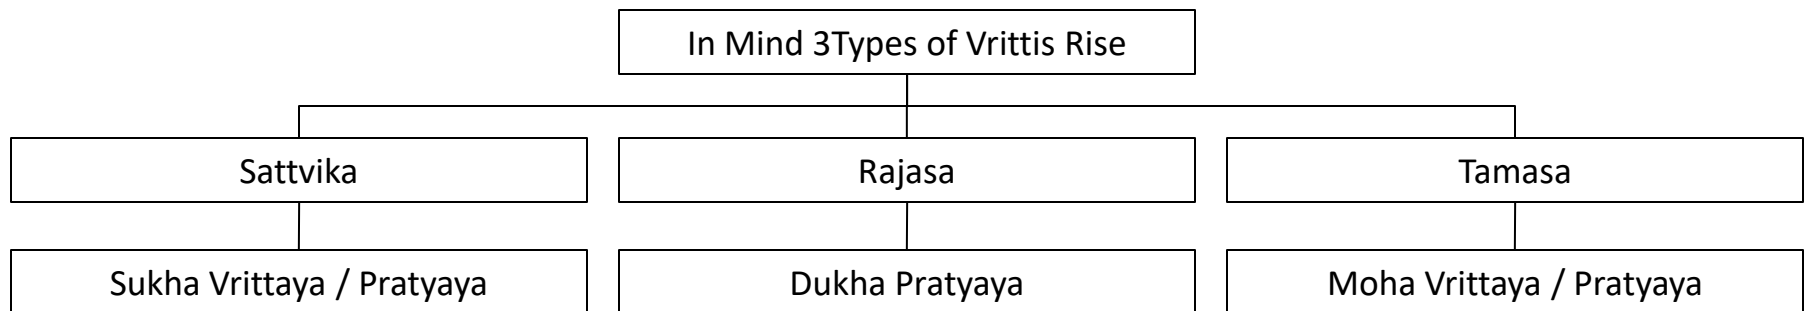 In Mind 3Types of Vrittis Rise
Sattvika
Rajasa
Tamasa
Sukha Vrittaya / Pratyaya
Dukha Pratyaya
Moha Vrittaya / Pratyaya